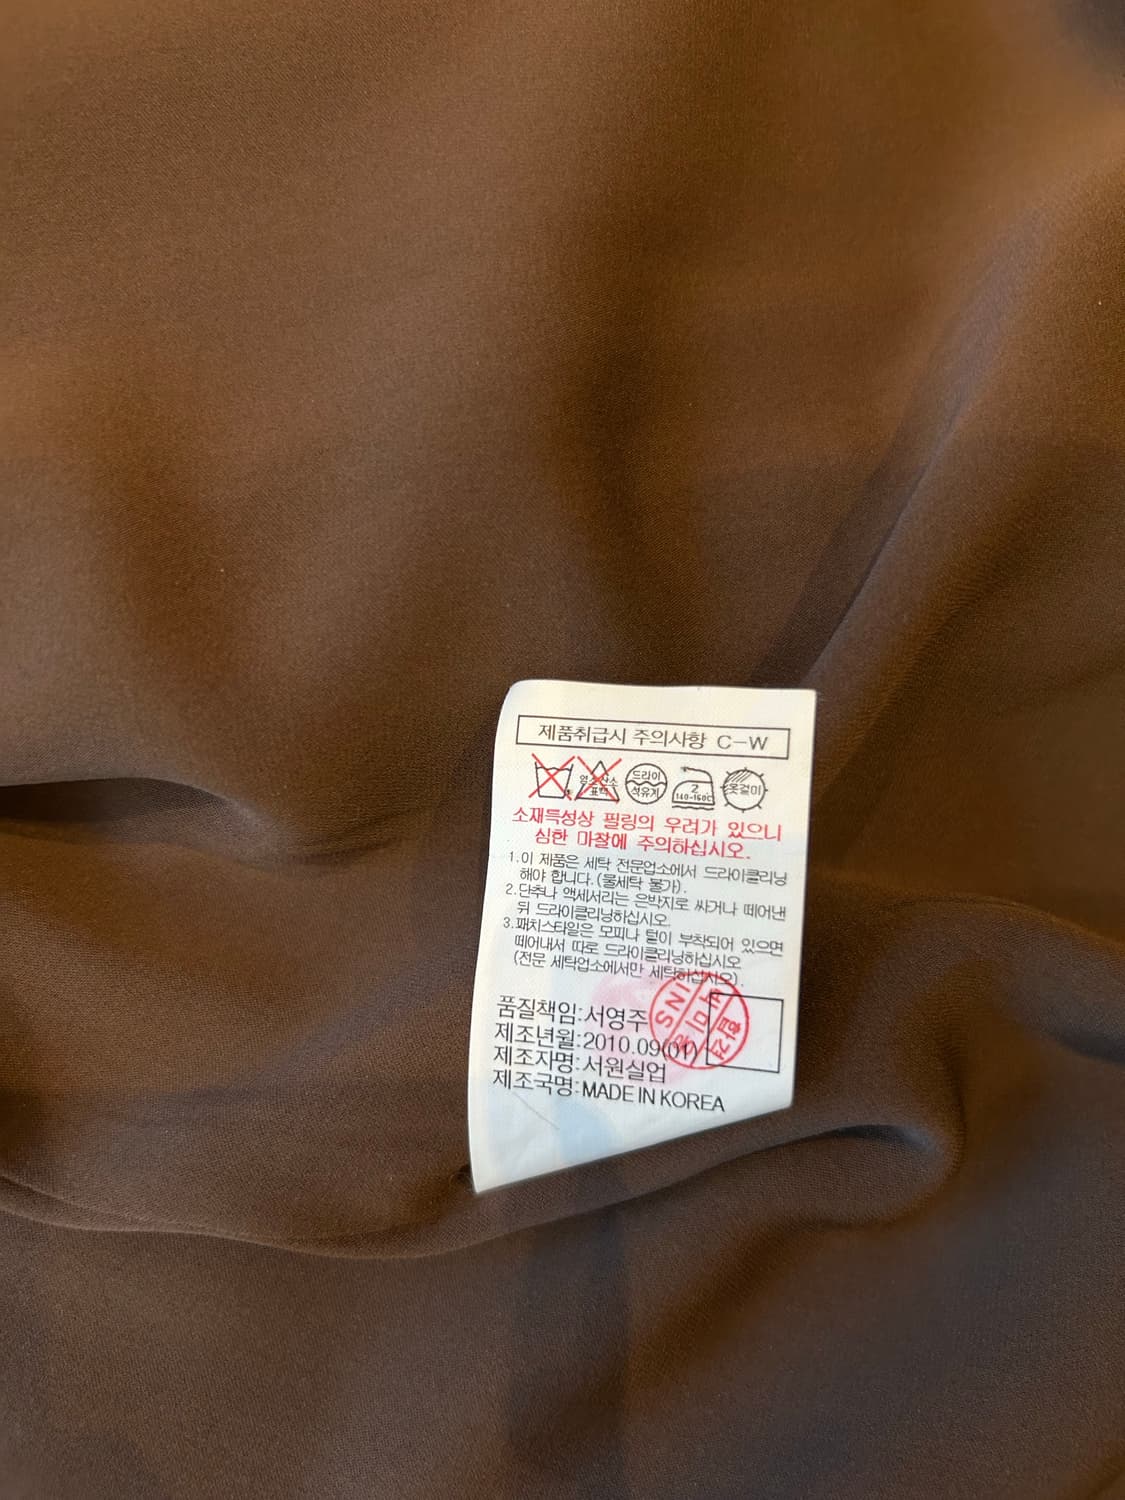 제품취급시 주의사항 C-W
드라이
석유계
2
140-160℃
옷걸이
소재특성상 필링의 우려가 있으니
심한 마찰에 주의하십시오.
1.이 제품은 세탁 전문업소에서 드라이클리닝
해야 합니다.(물세탁 불가).
2.단추나 액세서리는 은박지로 싸거나 떼어낸
뒤 드라이클리닝하십시오.
3.패치스타일은 모피나 털이 부착되어 있으면
떼어내서 따로 드라이클리닝하십시오
(전문 세탁업소에서만 세탁하십시오).
품질책임:서영주
제조년월:2010.09(01)
제조자명:서원실업
제조국명:MADE IN KOREA
INS